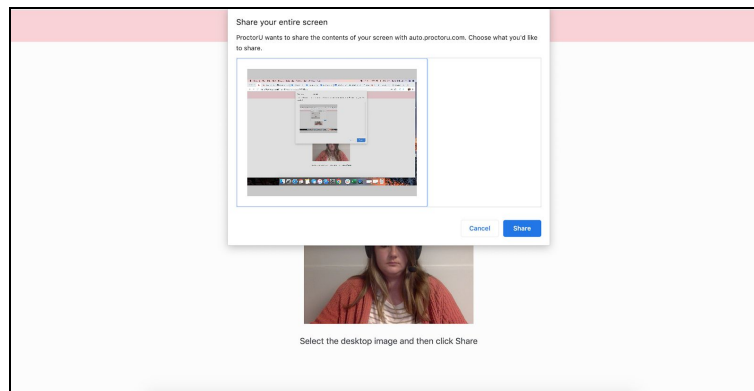 Share your entire screen
ProctorU wants to share the contents of your screen with auto.proctoru.com. Choose what you'd like
to share.
Cancel
Share
Select the desktop image and then click Share